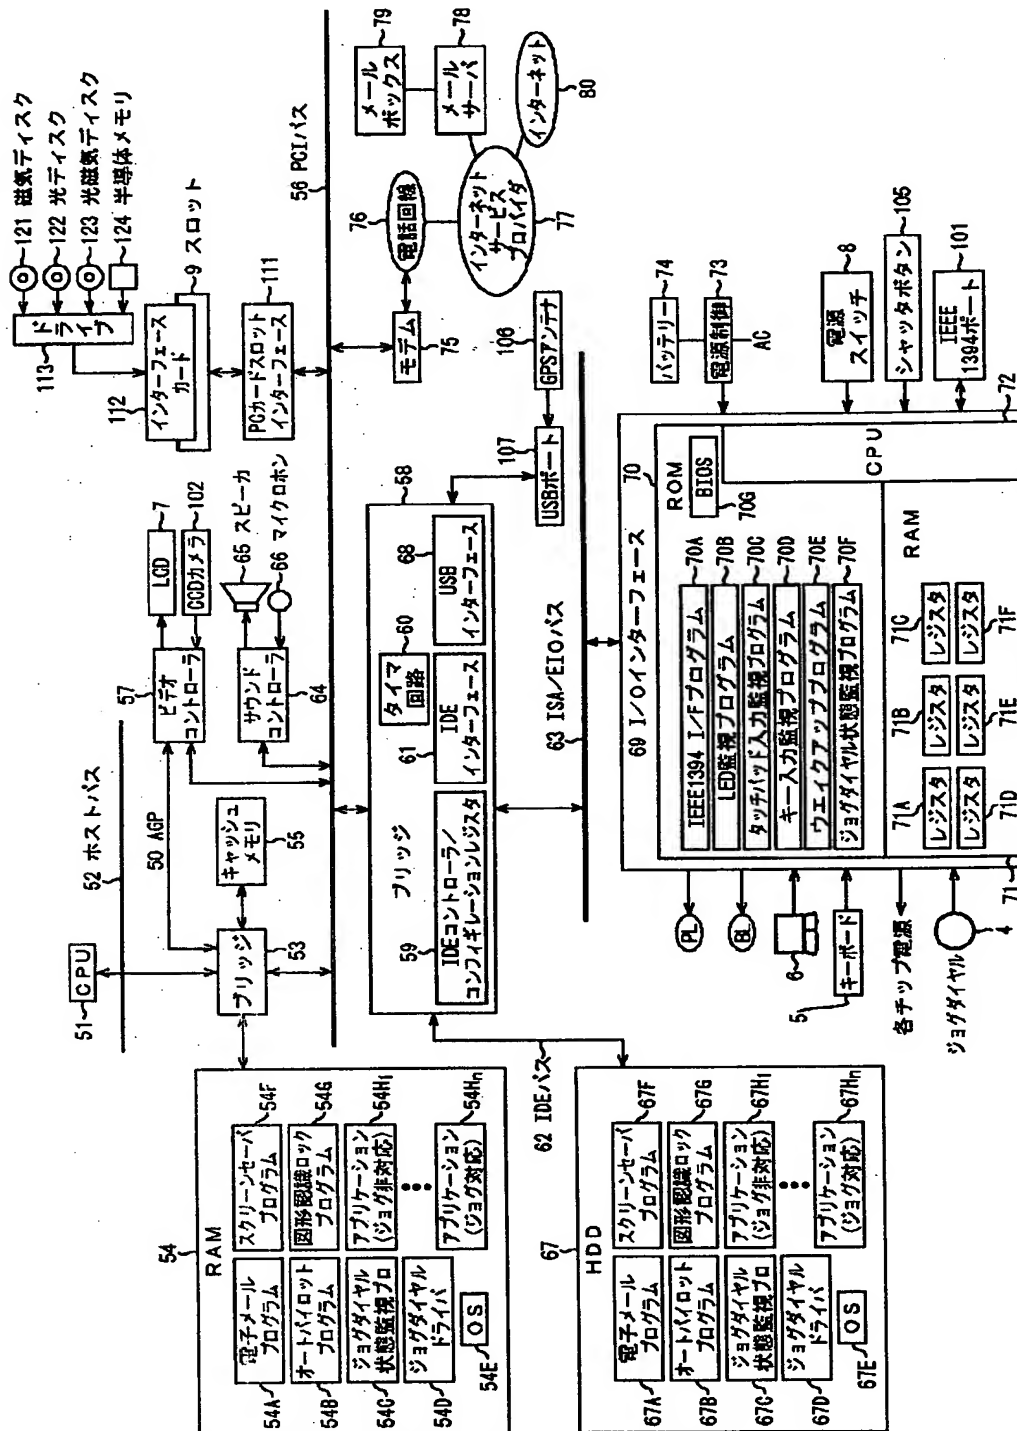 51 CPU
52 ホストバス
50 AGP
53 ブリッジ
キャッシュ
メモリ
55
57
ビデオ
コントローラ
LCD
7
CCDカメラ
102
サウンド
コントローラ
64
65 スピーカ
66 マイクロホン
121 磁気ディスク
122 光ディスク
123 光磁気ディスク
124 半導体メモリ
ドライブ
113
112
インターフェース
カード
9 スロット
PCカードスロット
インターフェース
111
56 PCIバス
54
RAM
電子メール
プログラム
54A
オートパイロット
プログラム
54B
ジョグダイヤル
状態監視プロ
54C
ジョグダイヤル
ドライバ
54D
OS
54E
スクリーンセーバ
プログラム
54F
図形認識ロック
プログラム
54G
アプリケーション
(ジョグ非対応)
54H1
アプリケーション
(ジョグ対応)
54Hn
ブリッジ
58
59
IDEコントローラ/
コンフィギレーションレジスタ
タイマ
回路
60
61
IDE
インターフェース
68
USB
インターフェース
62 IDEバス
107
USBポート
GPSアンテナ
106
モデム
75
76
電話回線
インターネット
サービス
プロバイダ
77
メール
サーバ
78
メール
ボックス
79
インターネット
80
67
HDD
電子メール
プログラム
67A
オートパイロット
プログラム
67B
ジョグダイヤル
状態監視プロ
67C
ジョグダイヤル
ドライバ
67D
OS
67E
スクリーンセーバ
プログラム
67F
図形認識ロック
プログラム
67G
アプリケーション
(ジョグ非対応)
67H1
アプリケーション
(ジョグ対応)
67Hn
63 ISA/EIOバス
69 I/Oインターフェース
70
ROM
BIOS
70G
IEEE1394 I/Fプログラム
70A
LED監視プログラム
70B
タッチパッド入力監視プログラム
70C
キー入力監視プログラム
70D
ウエイクアッププログラム
70E
ジョグダイヤル状態監視プログラム
70F
CPU
72
RAM
71
71A
レジスタ
71B
レジスタ
71C
レジスタ
レジスタ
71D
レジスタ
71E
レジスタ
71F
PL
BL
6
5
キーボード
各チップ電源
ジョグダイヤル
4
バッテリー
74
電源制御
73
AC
電源
スイッチ
8
シャッタボタン
105
IEEE
1394ポート
101